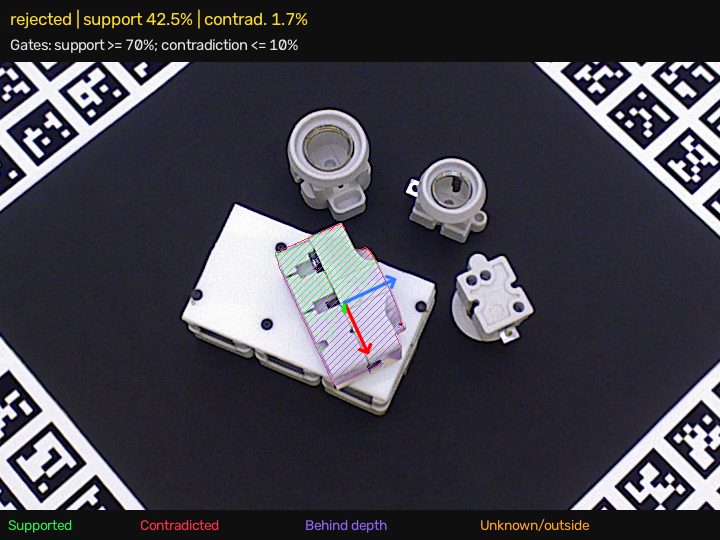 rejected | support 42.5% | contrad. 1.7%
Gates: support >= 70%; contradiction <= 10%
Supported
Contradicted
Behind depth
Unknown/outside